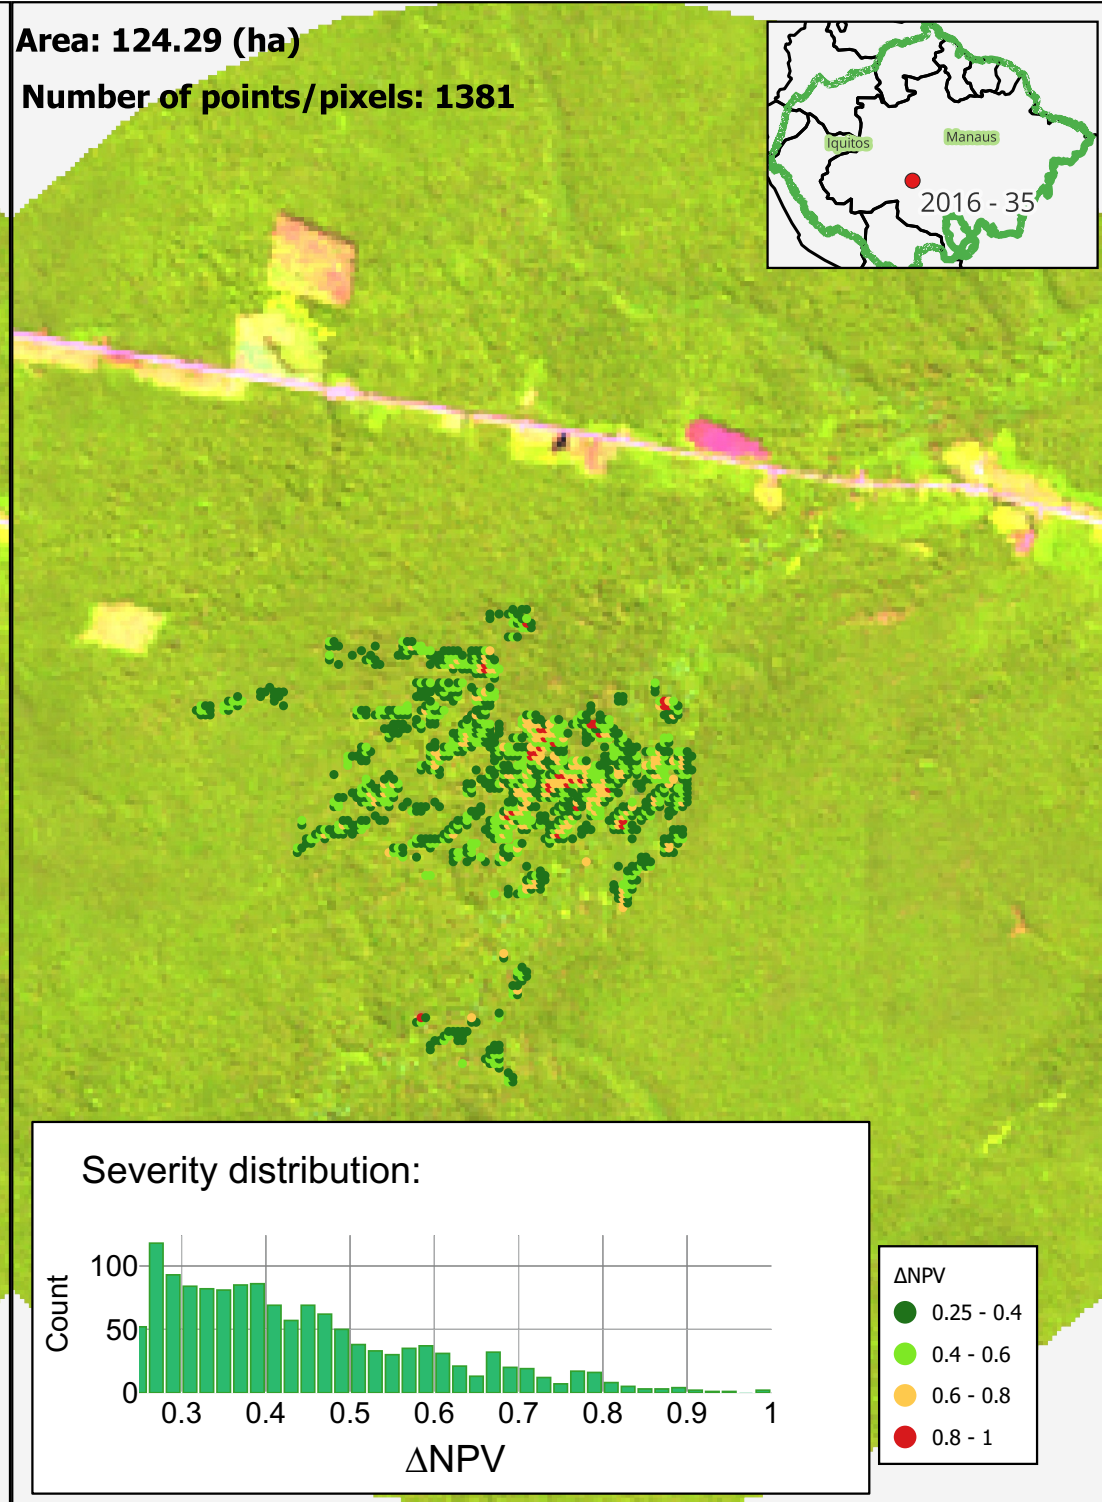 Area: 124.29 (ha)
Number of points/pixels: 1381
Iquitos
Manaus
2016 - 35
Severity distribution:
Count
100
50
0
0.3 0.4 0.5 0.6 0.7 0.8 0.9 1
ΔNPV
ΔNPV
0.25 - 0.4
0.4 - 0.6
0.6 - 0.8
0.8 - 1